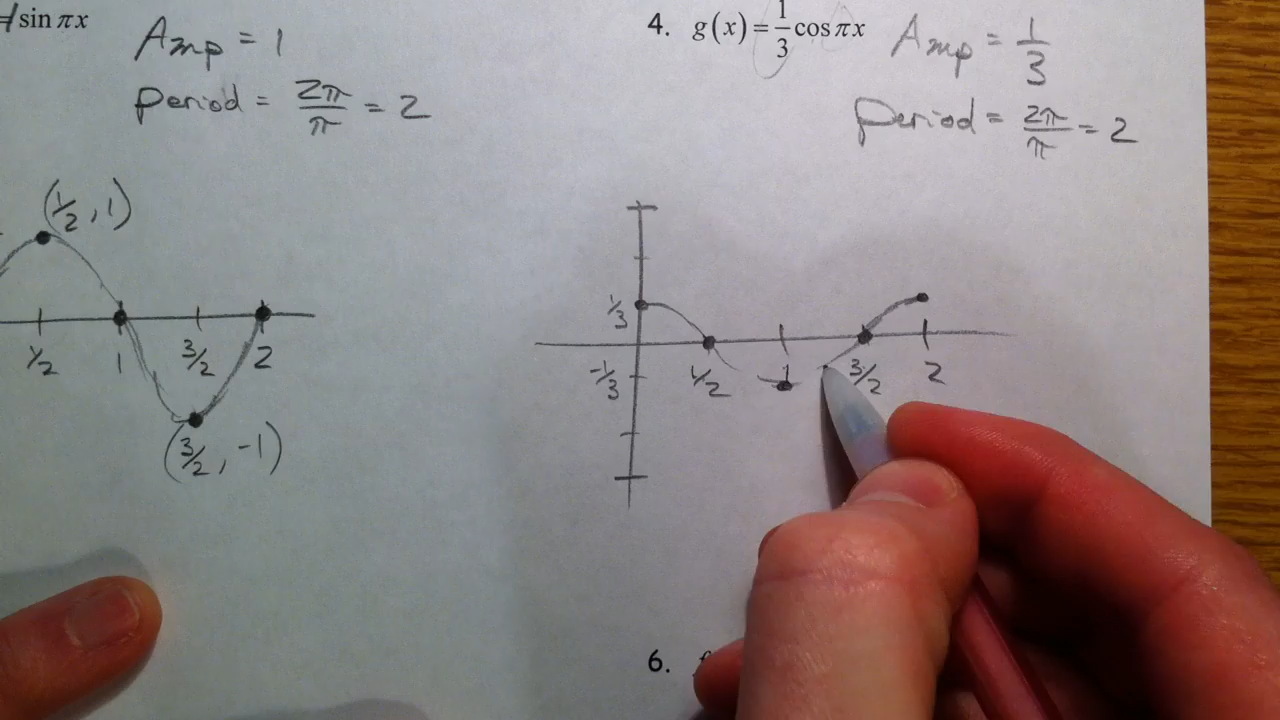 = sin πx
Amp = 1
period = 2π/π = 2
(1/2, 1)
1/2 1 3/2 2
(3/2, -1)
4. g(x) = 1/3 cos πx
Amp = 1/3
Period = 2π/π = 2
1/3
-1/3 1/2 1 3/2 2
6.